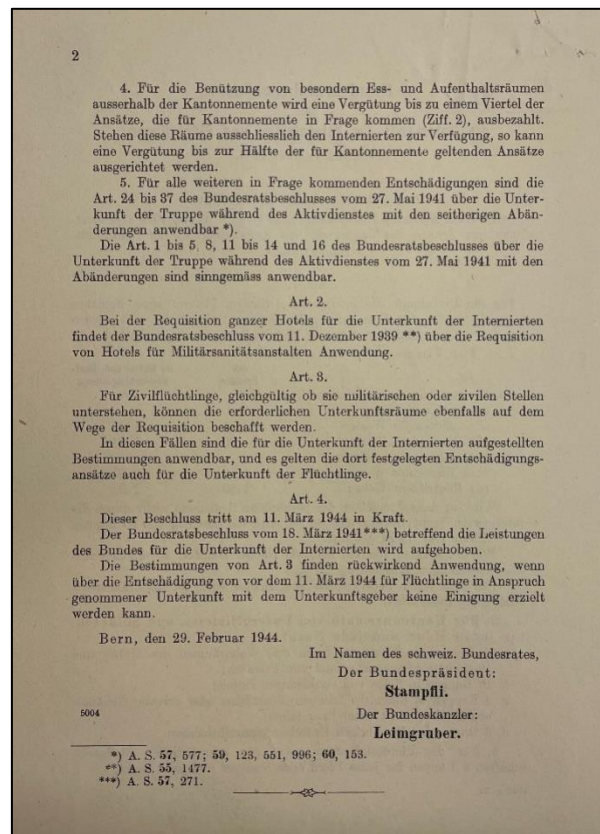 2
4. Für die Benützung von besondern Ess- und Aufenthaltsräumen
ausserhalb der Kantonnemente wird eine Vergütung bis zu einem Viertel der
Ansätze, die für Kantonnemente in Frage kommen (Ziff. 2), ausbezahlt.
Stehen diese Räume ausschliesslich den Internierten zur Verfügung, so kann
eine Vergütung bis zur Hälfte der für Kantonnemente geltenden Ansätze
ausgerichtet werden.
5. Für alle weiteren in Frage kommenden Entschädigungen sind die
Art. 24 bis 37 des Bundesratsbeschlusses vom 27. Mai 1941 über die Unter-
kunft der Truppe während des Aktivdienstes mit den seitherigen Abän-
derungen anwendbar *).
Die Art. 1 bis 5, 8, 11 bis 14 und 16 des Bundesratsbeschlusses über die
Unterkunft der Truppe während des Aktivdienstes vom 27. Mai 1941 mit den
Abänderungen sind sinngemäss anwendbar.
Art. 2.
Bei der Requisition ganzer Hotels für die Unterkunft der Internierten
findet der Bundesratsbeschluss vom 11. Dezember 1939 **) über die Requisition
von Hotels für Militärsanitätsanstalten Anwendung.
Art. 3.
Für Zivilflüchtlinge, gleichgültig ob sie militärischen oder zivilen Stellen
unterstehen, können die erforderlichen Unterkunftsräume ebenfalls auf dem
Wege der Requisition beschafft werden.
In diesen Fällen sind die für die Unterkunft der Internierten aufgestellten
Bestimmungen anwendbar, und es gelten die dort festgelegten Entschädigungs-
ansätze auch für die Unterkunft der Flüchtlinge.
Art. 4.
Dieser Beschluss tritt am 11. März 1944 in Kraft.
Der Bundesratsbeschluss vom 18. März 1941***) betreffend die Leistungen
des Bundes für die Unterkunft der Internierten wird aufgehoben.
Die Bestimmungen von Art. 3 finden rückwirkend Anwendung, wenn
über die Entschädigung von vor dem 11. März 1944 für Flüchtlinge in Anspruch
genommener Unterkunft mit dem Unterkunftsgeber keine Einigung erzielt
werden kann.
Bern, den 29. Februar 1944.
Im Namen des schweiz. Bundesrates,
Der Bundespräsident:
Stampfli.
5004
Der Bundeskanzler:
Leimgruber.
*) A. S. 57, 577; 59, 123, 551, 996; 60, 153.
**) A. S. 55, 1477.
***) A. S. 57, 271.